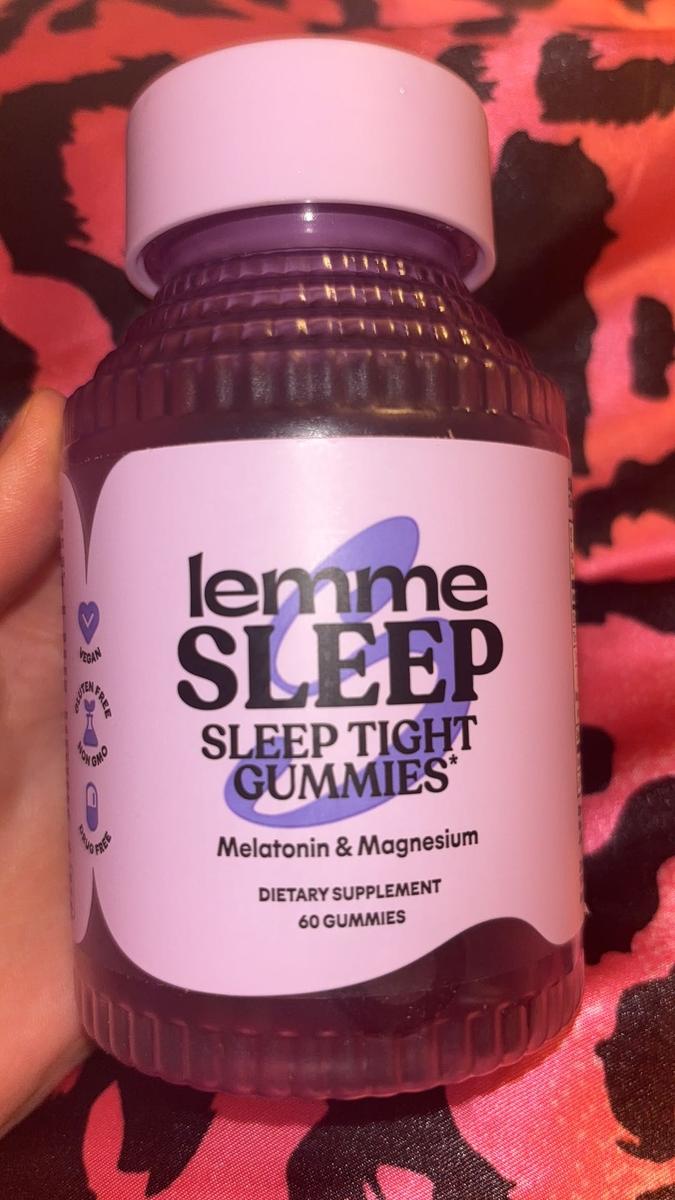 lemme
SLEEP
SLEEP TIGHT
GUMMIES*
Melatonin & Magnesium
DIETARY SUPPLEMENT
60 GUMMIES
VEGAN
GLUTEN FREE
NON GMO
DRUG FREE